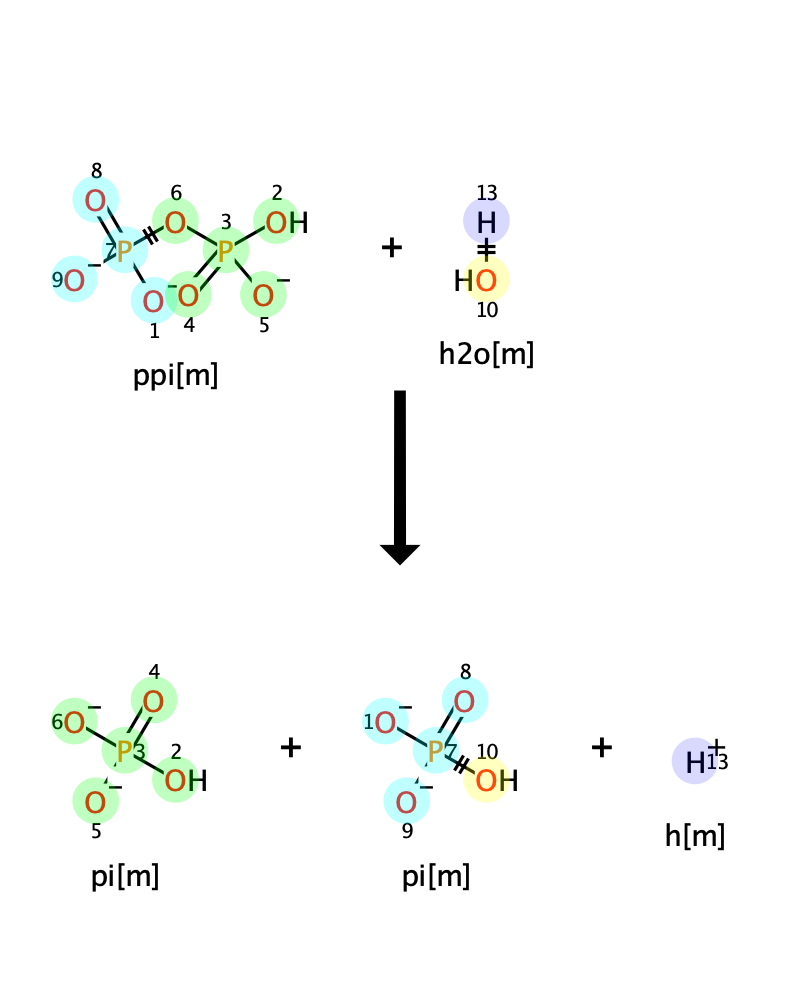 8 6 2 3 13
O O OH H
7 P P +
9 O⁻ O⁻ O O⁻ HO
1 4 5 10
ppi[m] h2o[m]
4 8
6 O⁻ O 1 O⁻ O
P 3 2 + P 7 10 + H⁺ 13
O⁻ OH O⁻ OH
5 9
pi[m] pi[m] h[m]